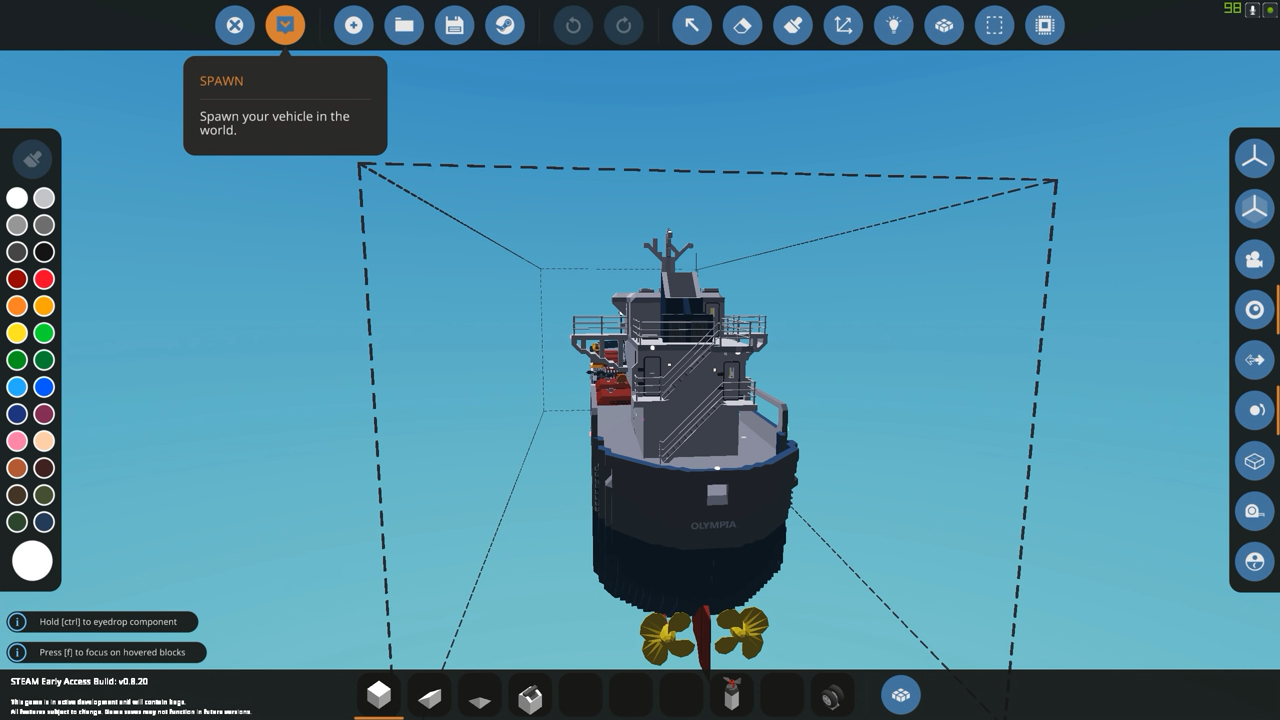 98
SPAWN
Spawn your vehicle in the
world.
OLYMPIA
Hold [ctrl] to eyedrop component
Press [f] to focus on hovered blocks
STEAM Early Access Build: v0.8.20
This game is in active development and will contain bugs.
All features subject to change. Game saves may not function in future versions.